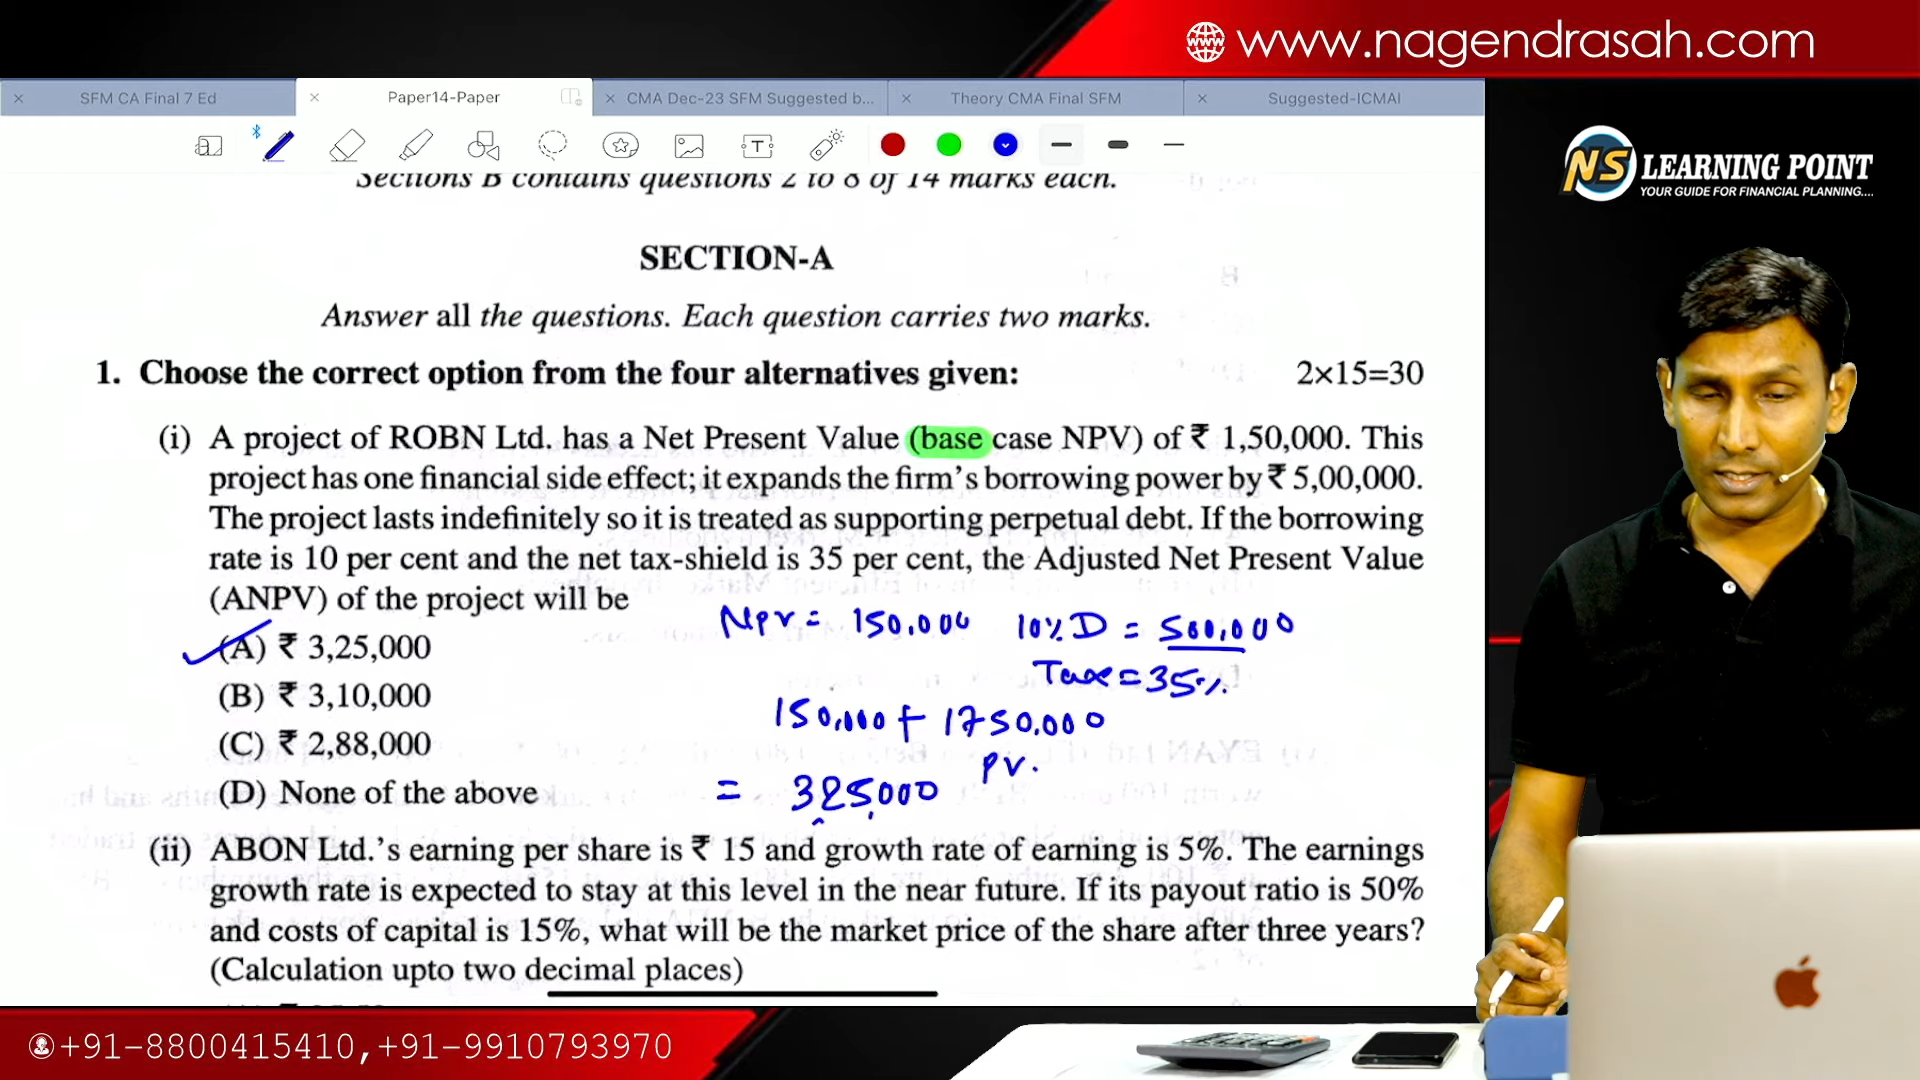 www.nagendrasah.com
SFM CA Final 7 Ed
Paper14-Paper
CMA Dec-23 SFM Suggested b...
Theory CMA Final SFM
Suggested-ICMAI
NS LEARNING POINT
YOUR GUIDE FOR FINANCIAL PLANNING....
Sections B contains questions 2 to 8 of 14 marks each.
SECTION-A
Answer all the questions. Each question carries two marks.
1. Choose the correct option from the four alternatives given: 2×15=30
(i) A project of ROBN Ltd. has a Net Present Value (base case NPV) of ₹ 1,50,000. This
project has one financial side effect; it expands the firm's borrowing power by ₹ 5,00,000.
The project lasts indefinitely so it is treated as supporting perpetual debt. If the borrowing
rate is 10 per cent and the net tax-shield is 35 per cent, the Adjusted Net Present Value
(ANPV) of the project will be
Npv = 150,000 10% D = 500,000
(A) ₹ 3,25,000
Tax = 35%
(B) ₹ 3,10,000
150,000 + 1750,000
(C) ₹ 2,88,000
PV.
(D) None of the above
= 325000
(ii) ABON Ltd.'s earning per share is ₹ 15 and growth rate of earning is 5%. The earnings
growth rate is expected to stay at this level in the near future. If its payout ratio is 50%
and costs of capital is 15%, what will be the market price of the share after three years?
(Calculation upto two decimal places)
+91-8800415410,+91-9910793970